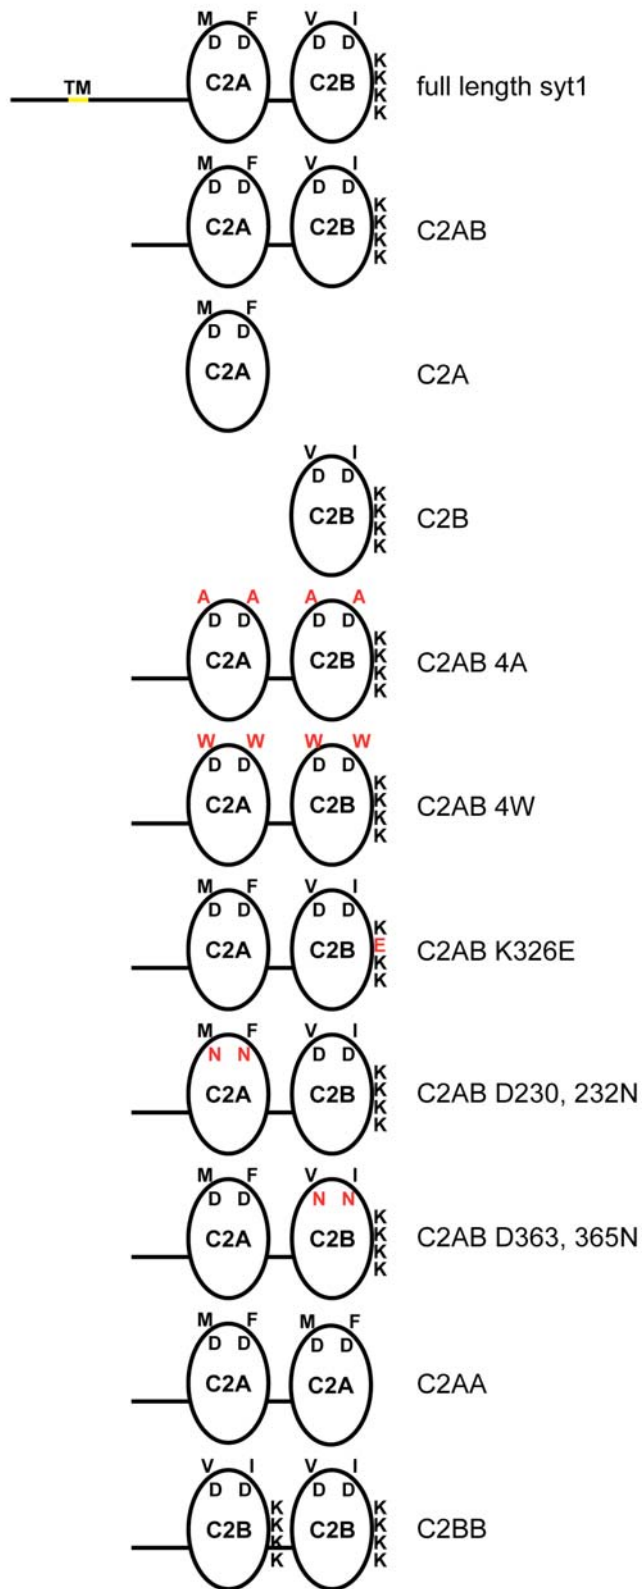 M F V I
D D D D
TM C2A C2B K K K K full length syt1
M F V I
D D D D
C2A C2B K K K K C2AB
M F
D D
C2A C2A
V I
D D
C2B K K K K C2B
A A A A
D D D D
C2A C2B K K K K C2AB 4A
W W W W
D D D D
C2A C2B K K K K C2AB 4W
M F V I
D D D D
C2A C2B K E K K C2AB K326E
M F V I
N N D D
C2A C2B K K K K C2AB D230, 232N
M F V I
D D N N
C2A C2B K K K K C2AB D363, 365N
M F M F
D D D D
C2A C2A C2AA
V I V I
D D D D
C2B K K K K C2B K K K K C2BB